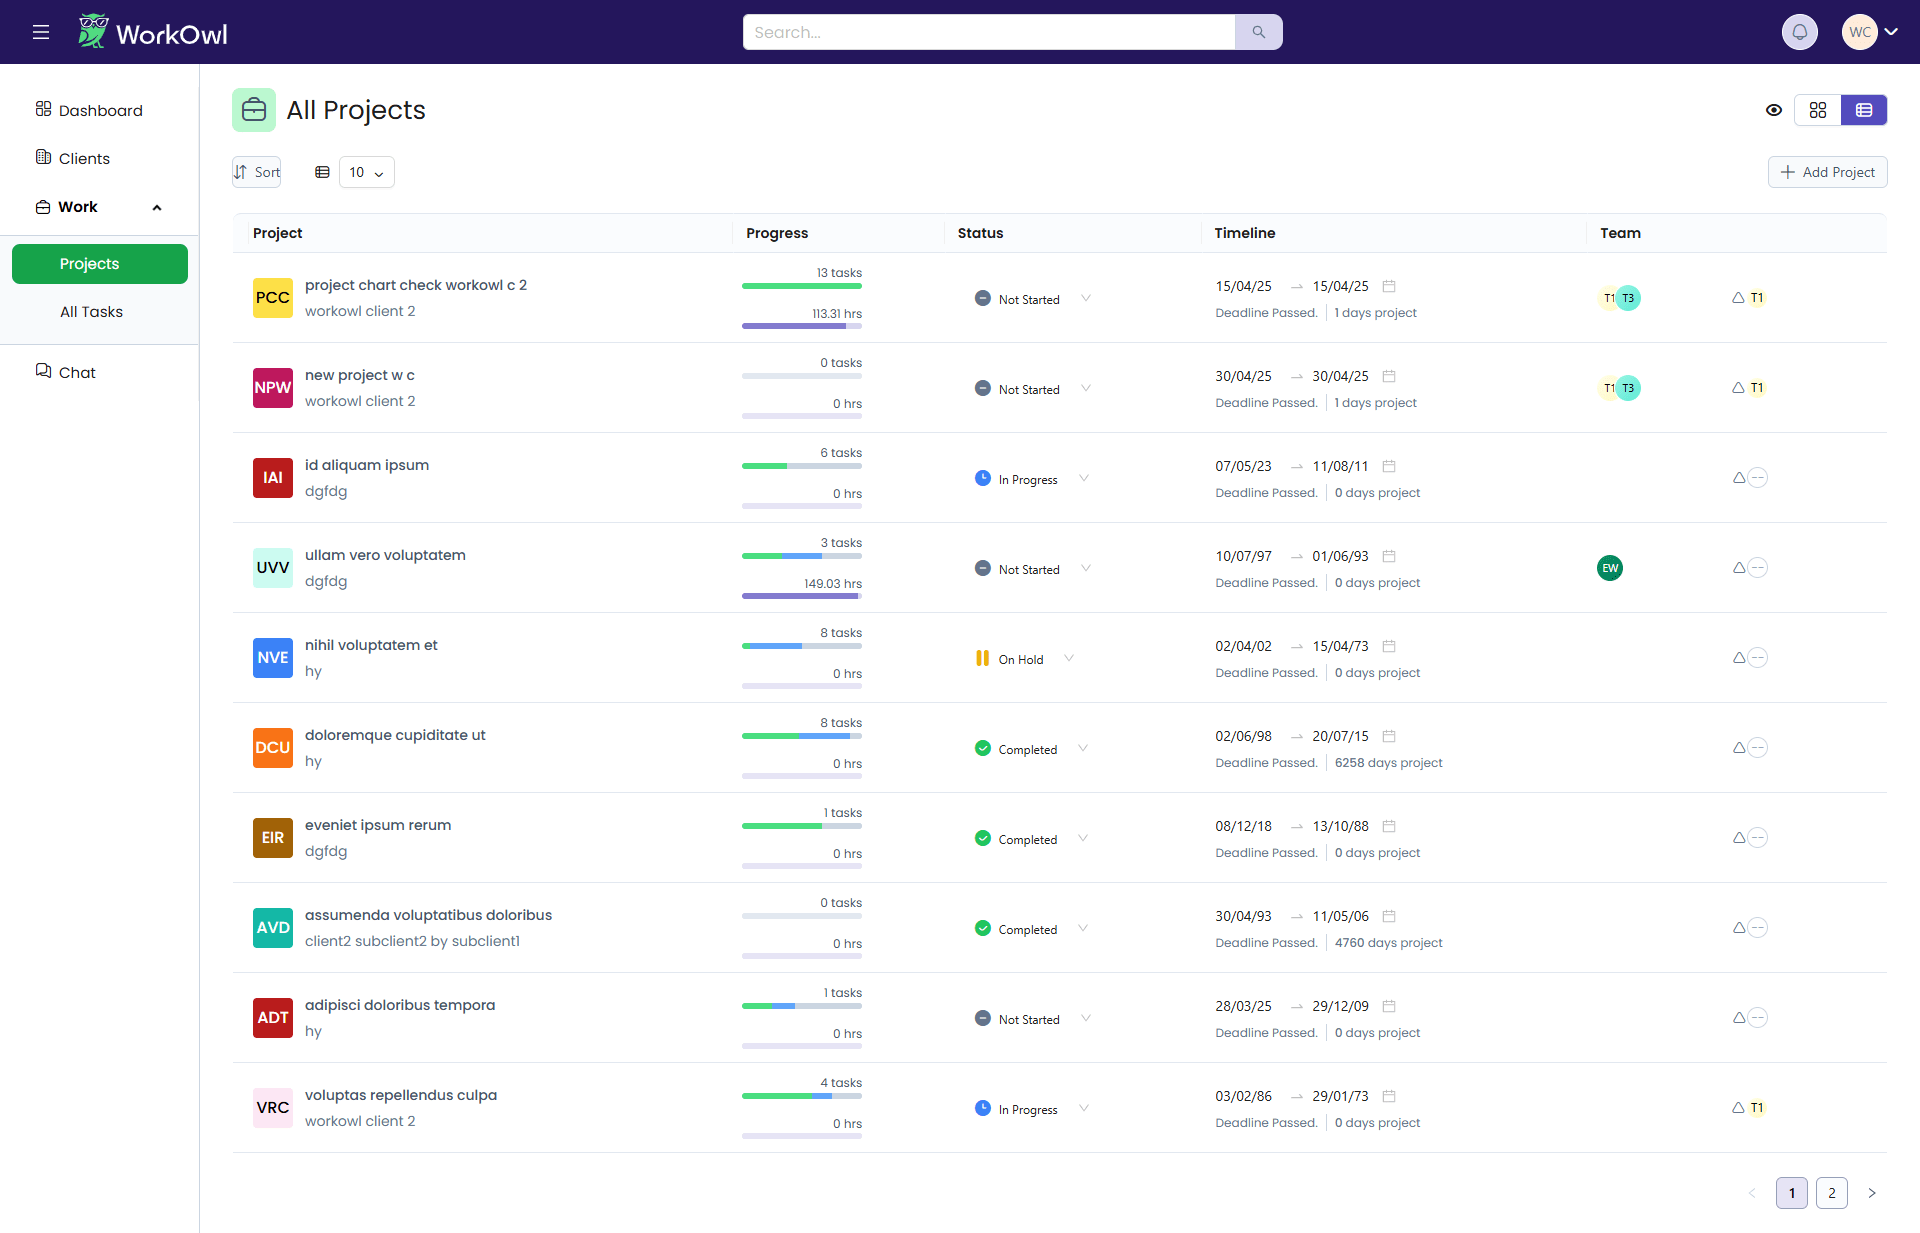 WorkOwl
Search...
WC
Dashboard
Clients
Work
Projects
All Tasks
Chat
All Projects
Sort
10
Add Project
Project Progress Status Timeline Team
PCC project chart check workowl c 2 workowl client 2 13 tasks 113.31 hrs Not Started 15/04/25 → 15/04/25 Deadline Passed. 1 days project T1 T3 T1
NPW new project w c workowl client 2 0 tasks 0 hrs Not Started 30/04/25 → 30/04/25 Deadline Passed. 1 days project T1 T3 T1
IAI id aliquam ipsum dgfdg 6 tasks 0 hrs In Progress 07/05/23 → 11/08/11 Deadline Passed. 0 days project --
UVV ullam vero voluptatem dgfdg 3 tasks 149.03 hrs Not Started 10/07/97 → 01/06/93 Deadline Passed. 0 days project EW --
NVE nihil voluptatem et hy 8 tasks 0 hrs On Hold 02/04/02 → 15/04/73 Deadline Passed. 0 days project --
DCU doloremque cupiditate ut hy 8 tasks 0 hrs Completed 02/06/98 → 20/07/15 Deadline Passed. 6258 days project --
EIR eveniet ipsum rerum dgfdg 1 tasks 0 hrs Completed 08/12/18 → 13/10/88 Deadline Passed. 0 days project --
AVD assumenda voluptatibus doloribus client2 subclient2 by subclient1 0 tasks 0 hrs Completed 30/04/93 → 11/05/06 Deadline Passed. 4760 days project --
ADT adipisci doloribus tempora hy 1 tasks 0 hrs Not Started 28/03/25 → 29/12/09 Deadline Passed. 0 days project --
VRC voluptas repellendus culpa workowl client 2 4 tasks 0 hrs In Progress 03/02/86 → 29/01/73 Deadline Passed. 0 days project T1
1 2